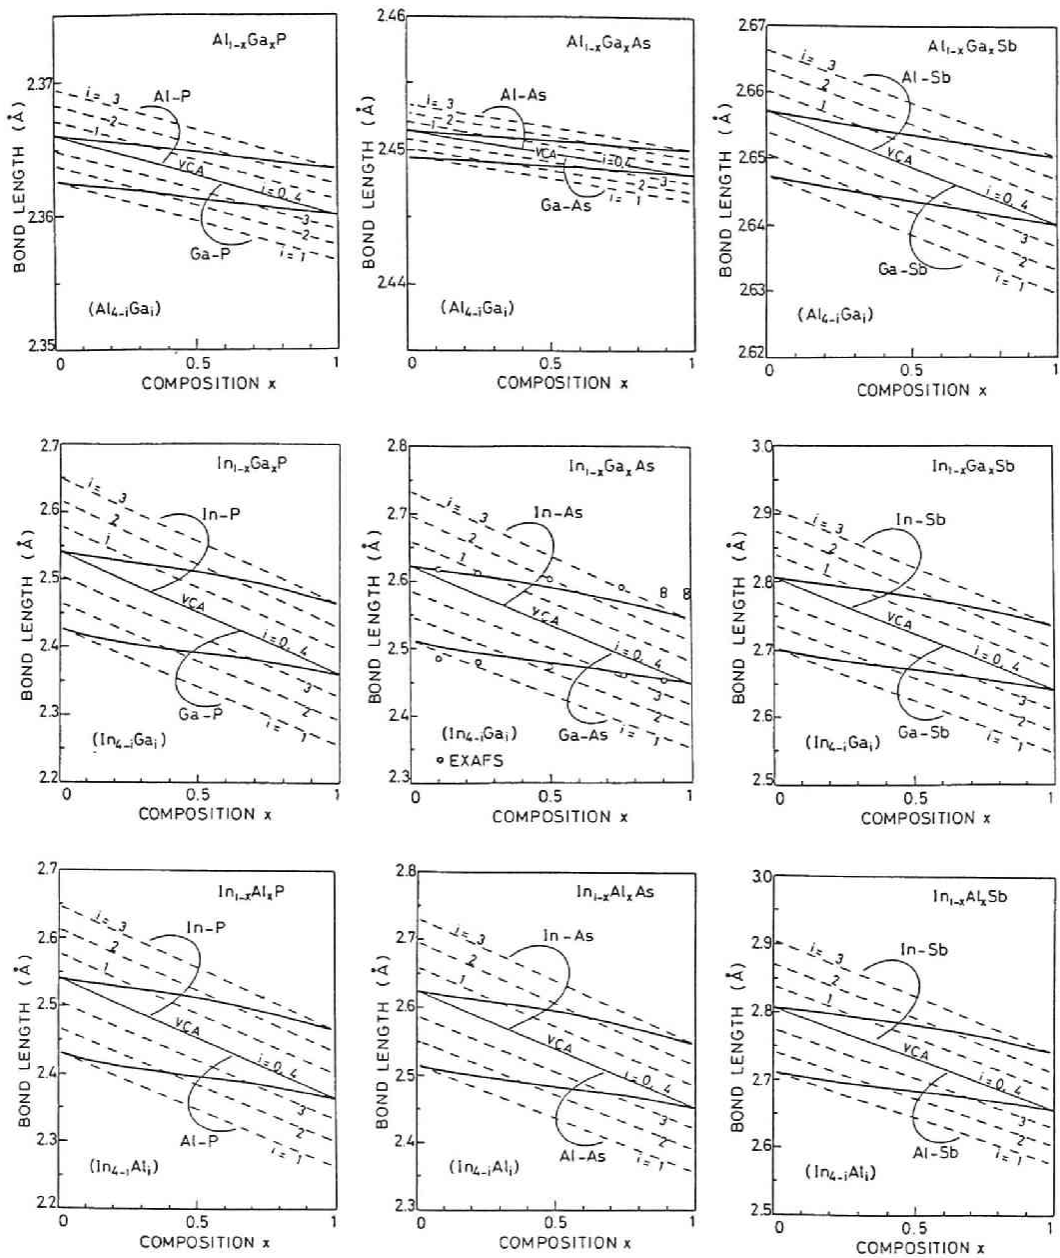 Al₁₋ₓGaₓP
BOND LENGTH (Å)
2.37
2.36
2.35
i = 3
2
1
Al-P
VCA
i=0, 4
3
2
i=1
Ga-P
(Al₄₋ᵢGaᵢ)
0 0.5 1
COMPOSITION x
Al₁₋ₓGaₓAs
BOND LENGTH (Å)
2.46
2.45
2.44
i = 3
2
1
Al-As
VCA
i=0,4
3
2
i = 1
Ga-As
(Al₄₋ᵢGaᵢ)
0 0.5 1
COMPOSITION x
Al₁₋ₓGaₓSb
BOND LENGTH (Å)
2.67
2.66
2.65
2.64
2.63
2.62
i = 3
2
1
Al-Sb
VCA
i=0, 4
3
2
i = 1
Ga-Sb
(Al₄₋ᵢGaᵢ)
0 0.5 1
COMPOSITION x
In₁₋ₓGaₓP
BOND LENGTH (Å)
2.7
2.6
2.5
2.4
2.3
2.2
i = 3
2
i
In-P
VCA
i=0, 4
3
2
i = 1
Ga-P
(In₄₋ᵢGaᵢ)
0 0.5 1
COMPOSITION x
In₁₋ₓGaₓAs
BOND LENGTH (Å)
2.8
2.7
2.6
2.5
2.4
2.3
i = 3
2
1
In-As
VCA
i=0, 4
3
2
i = 1
Ga-As
(In₄₋ᵢGaᵢ)
EXAFS
0 0.5 1
COMPOSITION x
In₁₋ₓGaₓSb
BOND LENGTH (Å)
3.0
2.9
2.8
2.7
2.6
2.5
i = 3
2
1
In-Sb
VCA
i=0, 4
3
2
i = 1
Ga-Sb
(In₄₋ᵢGaᵢ)
0 0.5 1
COMPOSITION x
In₁₋ₓAlₓP
BOND LENGTH (Å)
2.7
2.6
2.5
2.4
2.3
2.2
i = 3
2
1
In-P
VCA
i=0, 4
3
2
i = 1
Al-P
(In₄₋ᵢAlᵢ)
0 0.5 1
COMPOSITION x
In₁₋ₓAlₓAs
BOND LENGTH (Å)
2.8
2.7
2.6
2.5
2.4
2.3
i = 3
2
1
In-As
VCA
i=0, 4
3
2
i = 1
Al-As
(In₄₋ᵢAlᵢ)
0 0.5 1
COMPOSITION x
In₁₋ₓAlₓSb
BOND LENGTH (Å)
3.0
2.9
2.8
2.7
2.6
2.5
i = 3
2
1
In-Sb
VCA
i=0, 4
3
2
i = 1
Al-Sb
(In₄₋ᵢAlᵢ)
0 0.5 1
COMPOSITION x